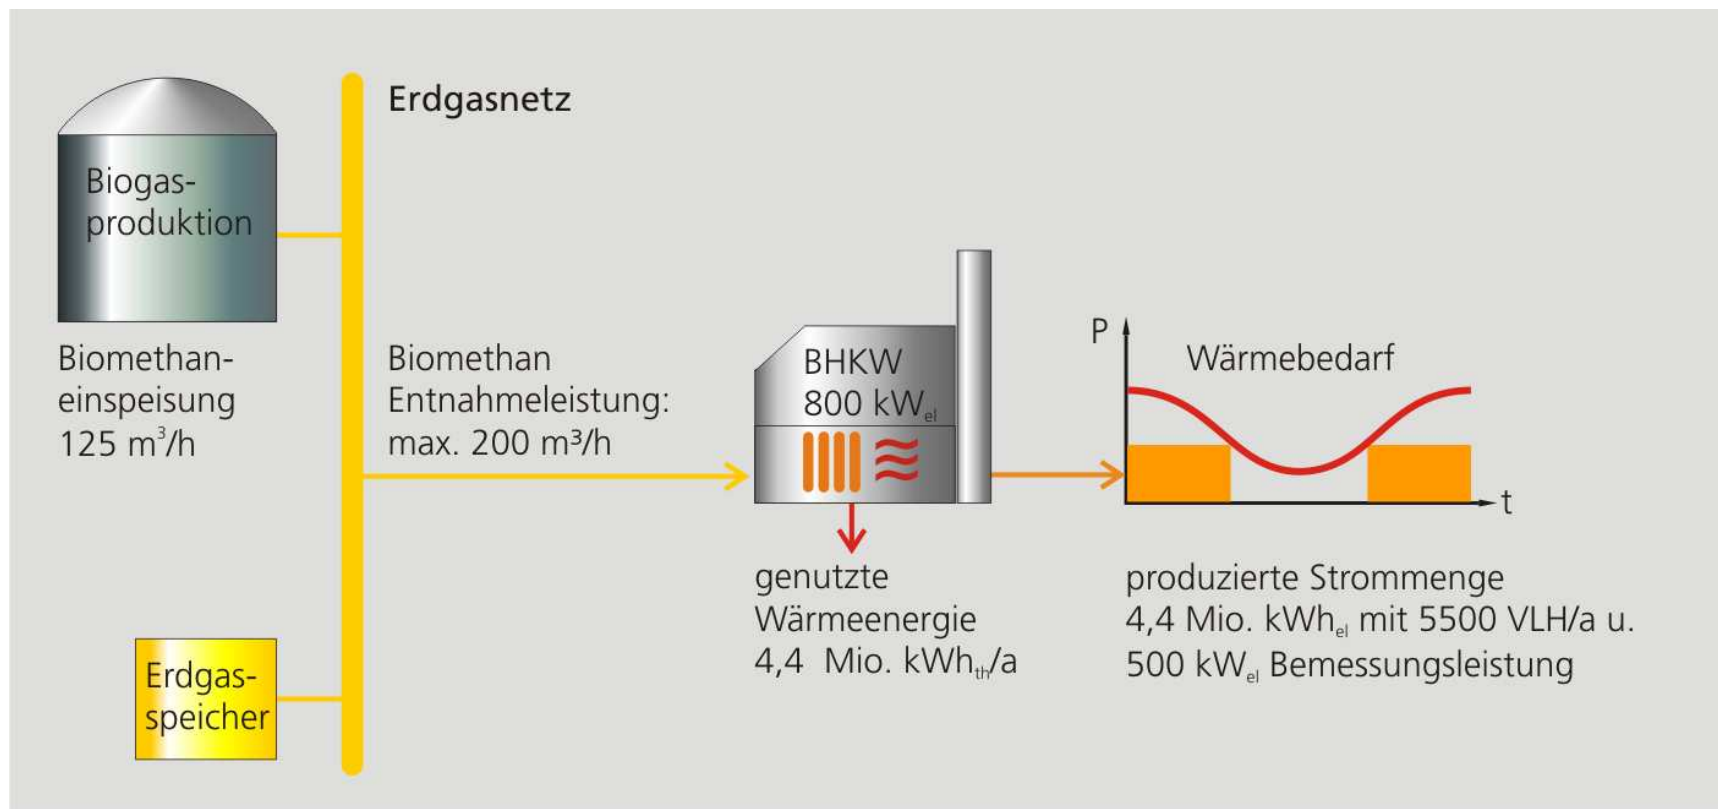 Erdgasnetz
Biogas-
produktion
Biomethan-
einspeisung
125 m³/h
Biomethan
Entnahmeleistung:
max. 200 m³/h
BHKW
800 kWel
P
Wärmebedarf
t
genutzte
Wärmeenergie
4,4 Mio. kWhth/a
produzierte Strommenge
4,4 Mio. kWhel mit 5500 VLH/a u.
500 kWel Bemessungsleistung
Erdgas-
speicher